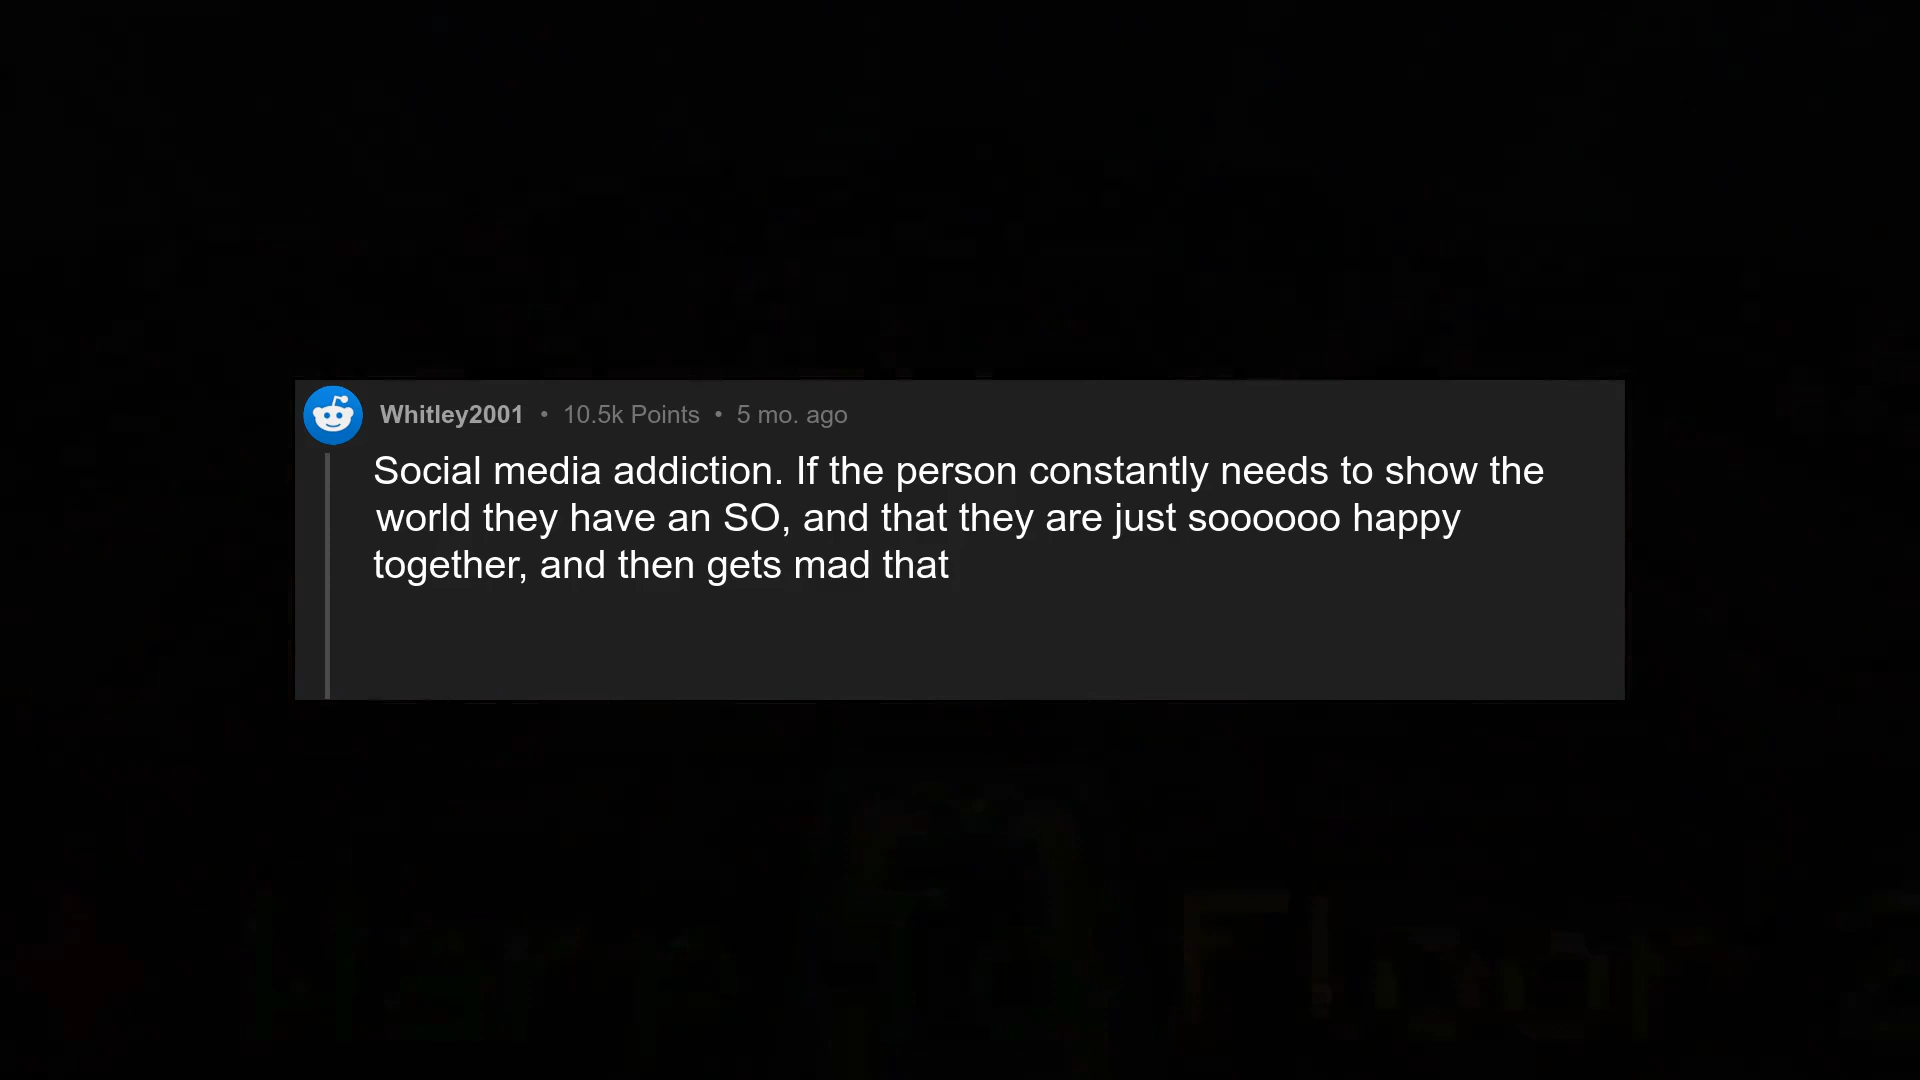 Whitley2001 • 10.5k Points • 5 mo. ago
Social media addiction. If the person constantly needs to show the
world they have an SO, and that they are just soooooo happy
together, and then gets mad that